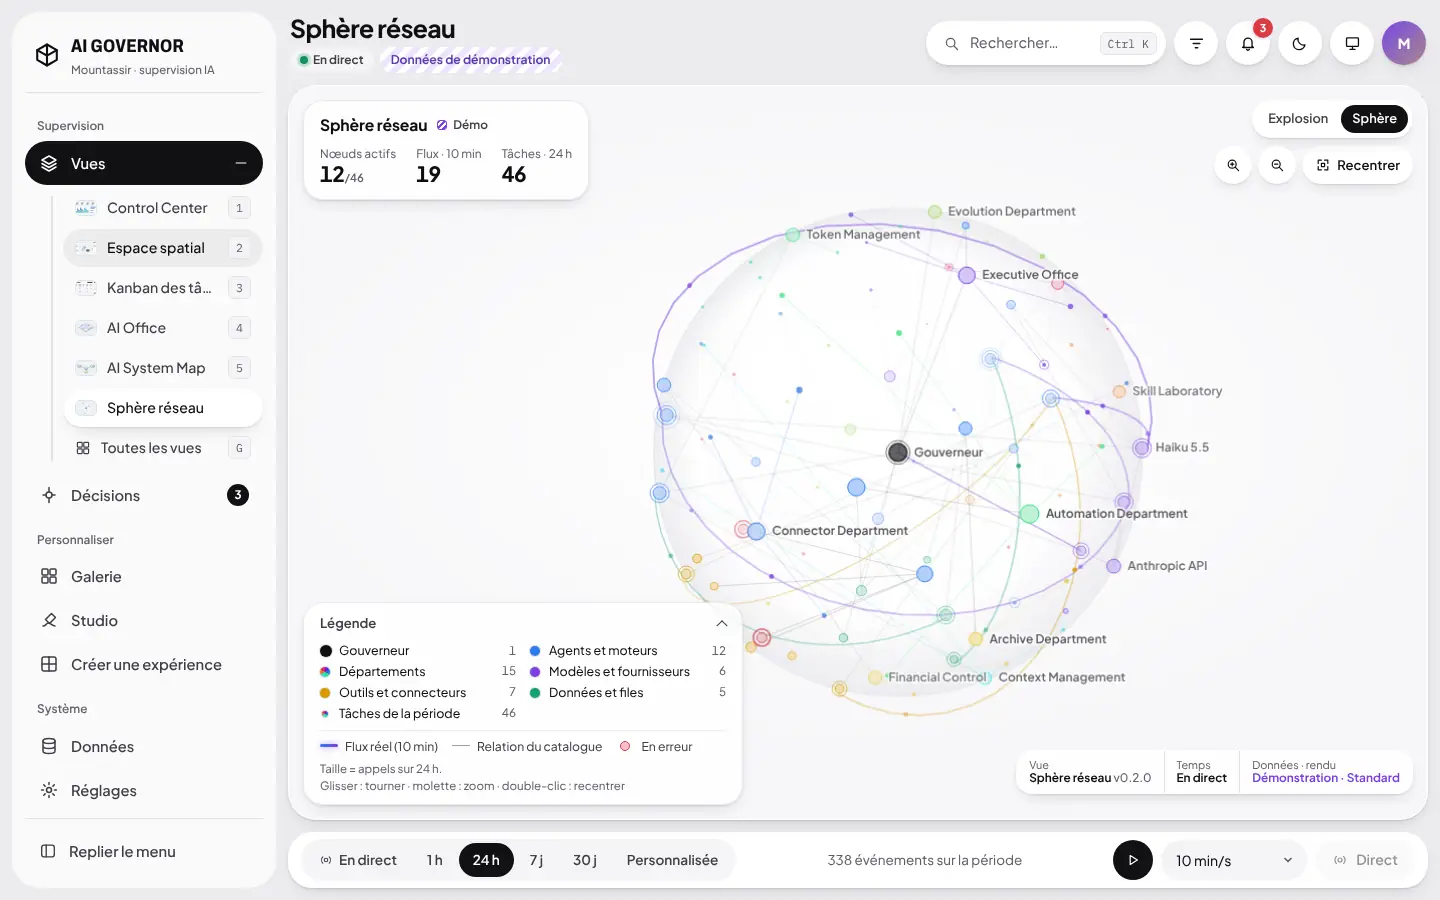 AI GOVERNOR
Mountassir · supervision IA
Supervision
Vues
Control Center 1
Espace spatial 2
Kanban des tâ... 3
AI Office 4
AI System Map 5
Sphère réseau
Toutes les vues G
Décisions 3
Personnaliser
Galerie
Studio
Créer une expérience
Système
Données
Réglages
Replier le menu
Sphère réseau
En direct Données de démonstration
Rechercher... Ctrl K
3
M
Sphère réseau Démo
Nœuds actifs Flux · 10 min Tâches · 24 h
12/46 19 46
Explosion Sphère
Recentrer
Evolution Department
Token Management
Executive Office
Skill Laboratory
Haiku 5.5
Gouverneur
Automation Department
Connector Department
Anthropic API
Archive Department
Financial Control
Context Management
Légende
Gouverneur 1 Agents et moteurs 12
Départements 15 Modèles et fournisseurs 6
Outils et connecteurs 7 Données et files 5
Tâches de la période 46
Flux réel (10 min) Relation du catalogue En erreur
Taille = appels sur 24 h.
Glisser : tourner · molette : zoom · double-clic : recentrer
Vue Temps Données · rendu
Sphère réseau v0.2.0 En direct Démonstration · Standard
En direct 1 h 24 h 7 j 30 j Personnalisée
338 événements sur la période
10 min/s
Direct